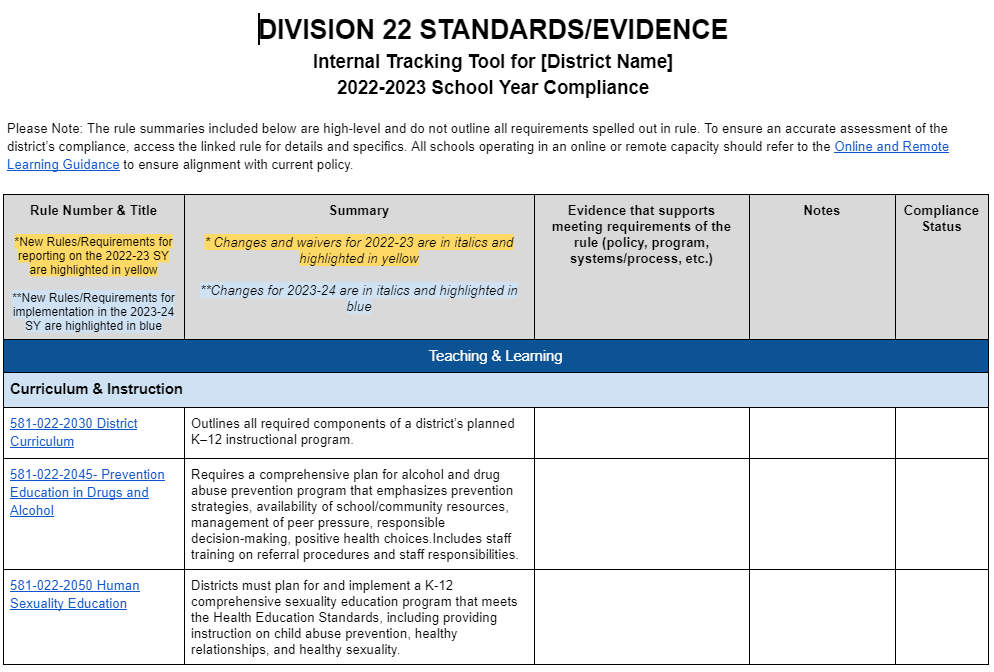 DIVISION 22 STANDARDS/EVIDENCE
Internal Tracking Tool for [District Name]
2022-2023 School Year Compliance
Please Note: The rule summaries included below are high-level and do not outline all requirements spelled out in rule. To ensure an accurate assessment of the
district's compliance, access the linked rule for details and specifics. All schools operating in an online or remote capacity should refer to the Online and Remote
Learning Guidance to ensure alignment with current policy.
Rule Number & Title
*New Rules/Requirements for
reporting on the 2022-23 SY
are highlighted in yellow
**New Rules/Requirements for
implementation in the 2023-24
SY are highlighted in blue
Summary
* Changes and waivers for 2022-23 are in italics and
highlighted in yellow
**Changes for 2023-24 are in italics and highlighted in
blue
Evidence that supports
meeting requirements of the
rule (policy, program,
systems/process, etc.)
Notes
Compliance
Status
Teaching & Learning
Curriculum & Instruction
581-022-2030 District
Curriculum
Outlines all required components of a district's planned
K–12 instructional program.
581-022-2045- Prevention
Education in Drugs and
Alcohol
Requires a comprehensive plan for alcohol and drug
abuse prevention program that emphasizes prevention
strategies, availability of school/community resources,
management of peer pressure, responsible
decision-making, positive health choices.Includes staff
training on referral procedures and staff responsibilities.
581-022-2050 Human
Sexuality Education
Districts must plan for and implement a K-12
comprehensive sexuality education program that meets
the Health Education Standards, including providing
instruction on child abuse prevention, healthy
relationships, and healthy sexuality.